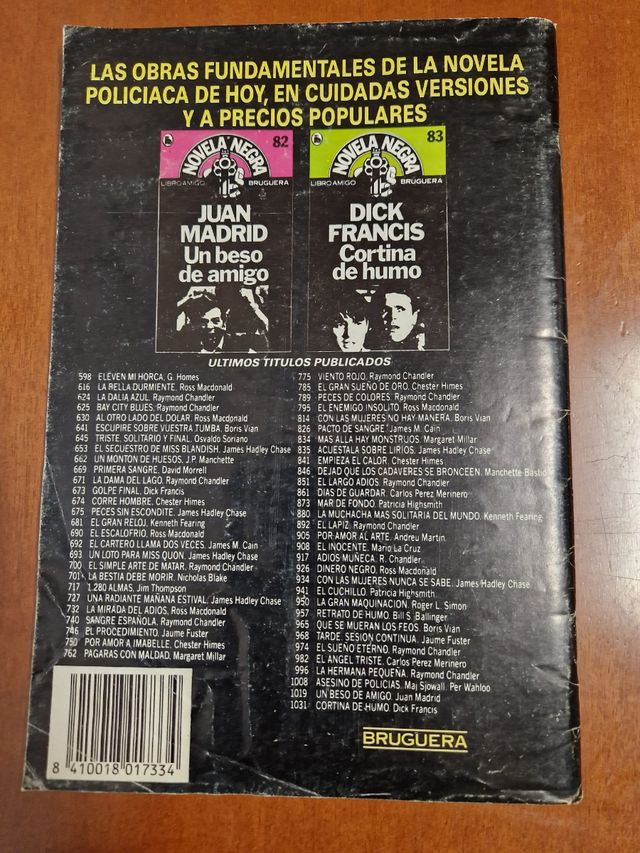 LAS OBRAS FUNDAMENTALES DE LA NOVELA
POLICIACA DE HOY, EN CUIDADAS VERSIONES
Y A PRECIOS POPULARES
82
NOVELA NEGRA
LIBRO AMIGO BRUGUERA
JUAN
MADRID
Un beso
de amigo
83
NOVELA NEGRA
LIBRO AMIGO BRUGUERA
DICK
FRANCIS
Cortina
de humo
ULTIMOS TITULOS PUBLICADOS
598 ELEVEN MI HORCA, G. Homes
616 LA BELLA-DURMIENTE, Ross Macdonald
624 LA DALIA AZUL, Raymond Chandler
625 BAY CITY BLUES, Raymond Chandler
630 AL OTRO LADO DEL DOLAR, Ross Macdonald
641 ESCUPIRE SOBRE VUESTRA TUMBA, Boris Vian
645 TRISTE, SOLITARIO Y FINAL, Osvaldo Soriano
653 EL SECUESTRO DE MISS BLANDISH, James Hadley Chase
662 UN MONTON DE HUESOS, J.P. Manchette
669 PRIMERA SANGRE, David Morrell
671 LA DAMA DEL LAGO, Raymond Chandler
673 GOLPE FINAL, Dick Francis
674 CORRE HOMBRE, Chester Himes
675 PECES SIN ESCONDITE, James Hadley Chase
681 EL GRAN RELOJ, Kenneth Fearing
690 EL ESCALOFRIO, Ross Macdonald
692 EL CARTERO LLAMA DOS VECES, James M. Cain
693 UN LOTO PARA MISS QUON, James Hadley Chase
700 EL SIMPLE ARTE DE MATAR, Raymond Chandler
701 LA BESTIA DEBE MORIR, Nicholas Blake
717 1.280 ALMAS, Jim Thompson
727 UNA RADIANTE MAÑANA ESTIVAL, James Hadley Chase
732 LA MIRADA DEL ADIOS, Ross Macdonald
740 SANGRE ESPAÑOLA, Raymond Chandler
746 EL PROCEDIMIENTO, Jaume Fuster
750 POR AMOR A IMABELLE, Chester Himes
762 PAGARAS CON MALDAD, Margaret Millar
775 VIENTO ROJO, Raymond Chandler
785 EL GRAN SUEÑO DE ORO, Chester Himes
789 PECES DE COLORES, Raymond Chandler
795 EL ENEMIGO INSOLITO, Ross Macdonald
814 CON LAS MUJERES NO HAY MANERA, Boris Vian
826 PACTO DE SANGRE, James M. Cain
834 MAS ALLA HAY MONSTRUOS, Margaret Millar
835 ACUESTALA SOBRE LIRIOS, James Hadley Chase
841 EMPIEZA EL CALOR, Chester Himes
846 DEJAD QUE LOS CADAVERES SE BRONCEEN, Manchette-Bastid
851 EL LARGO ADIOS, Raymond Chandler
861 DIAS DE GUARDAR, Carlos Perez Merinero
873 MAR DE FONDO, Patricia Highsmith
880 LA MUCHACHA MAS SOLITARIA DEL MUNDO, Kenneth Fearing
892 EL LAPIZ, Raymond Chandler
905 POR AMOR AL ARTE, Andreu Martin
908 EL INOCENTE, Mario La Cruz
917 ADIOS MUÑECA, R. Chandler
926 DINERO NEGRO, Ross Macdonald
934 CON LAS MUJERES NUNCA SE SABE, James Hadley Chase
941 EL CUCHILLO, Patricia Highsmith
950 LA GRAN MAQUINACION, Roger L. Simon
957 RETRATO DE HUMO, Bill S. Ballinger
965 QUE SE MUERAN LOS FEOS, Boris Vian
968 TARDE, SESION CONTINUA, Jaume Fuster
974 EL SUEÑO ETERNO, Raymond Chandler
982 EL ANGEL TRISTE, Carlos Perez Merinero
996 LA HERMANA PEQUEÑA, Raymond Chandler
1008 ASESINO DE POLICIAS, Maj Sjowall, Per Wahloo
1019 UN BESO DE AMIGO, Juan Madrid
1031 CORTINA DE HUMO, Dick Francis
8 410018 017334
BRUGUERA